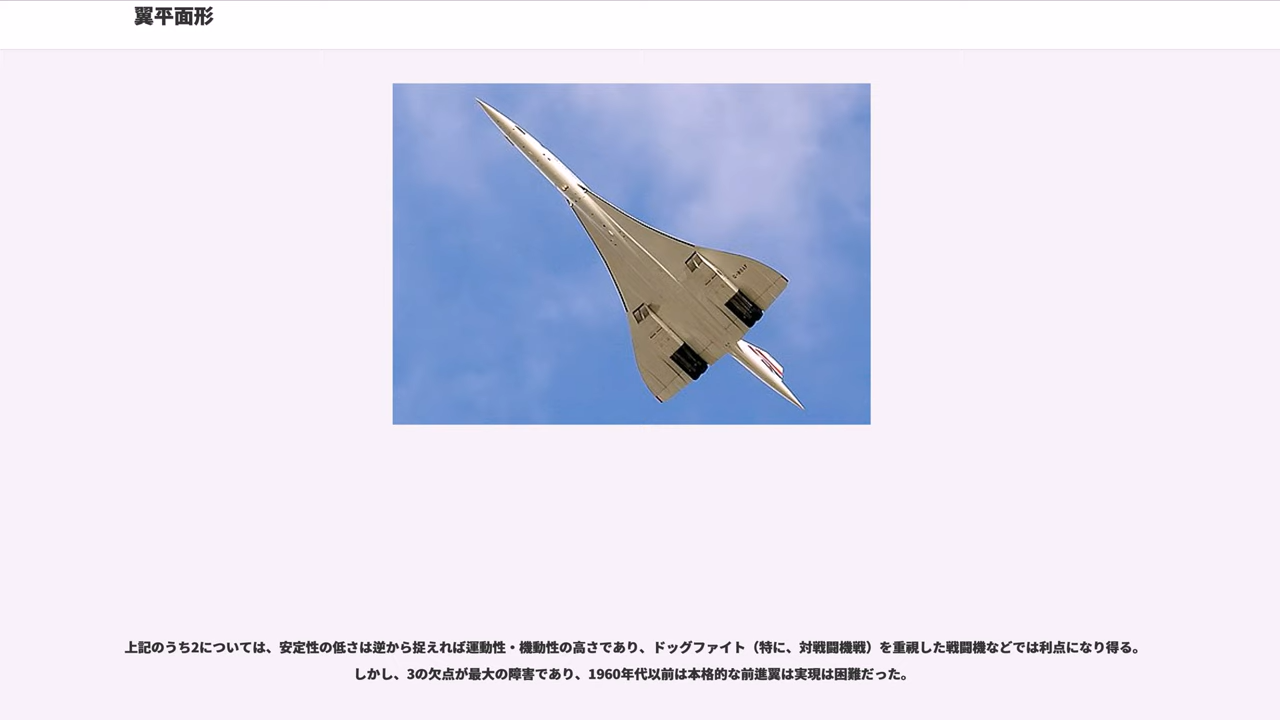 翼平面形
上記のうち2については、安定性の低さは逆から捉えれば運動性・機動性の高さであり、ドッグファイト（特に、対戦闘機戦）を重視した戦闘機などでは利点になり得る。
しかし、3の欠点が最大の障害であり、1960年代以前は本格的な前進翼は実現は困難だった。